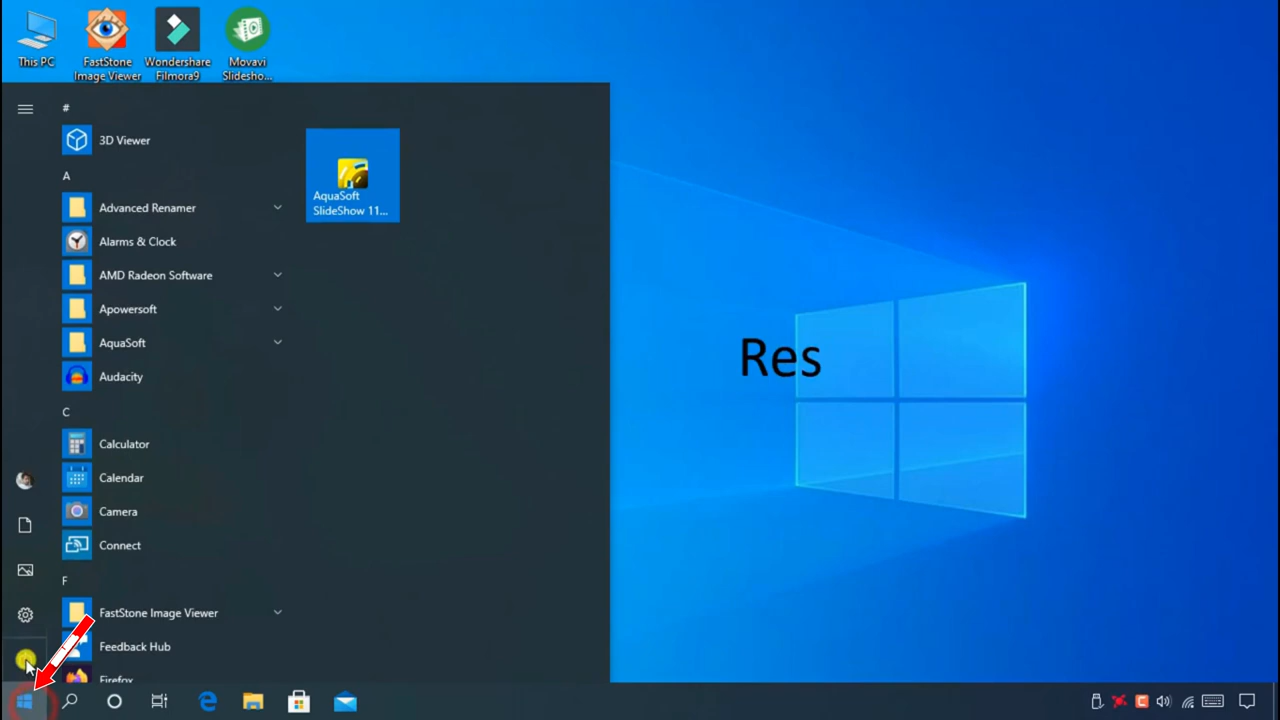 This PC
FastStone
Image Viewer
Wondershare
Filmora9
Movavi
Slidesho...
#
3D Viewer
A
Advanced Renamer
Alarms & Clock
AMD Radeon Software
Apowersoft
AquaSoft
Audacity
C
Calculator
Calendar
Camera
Connect
F
FastStone Image Viewer
Feedback Hub
Firefox
AquaSoft
SlideShow 11...
Res